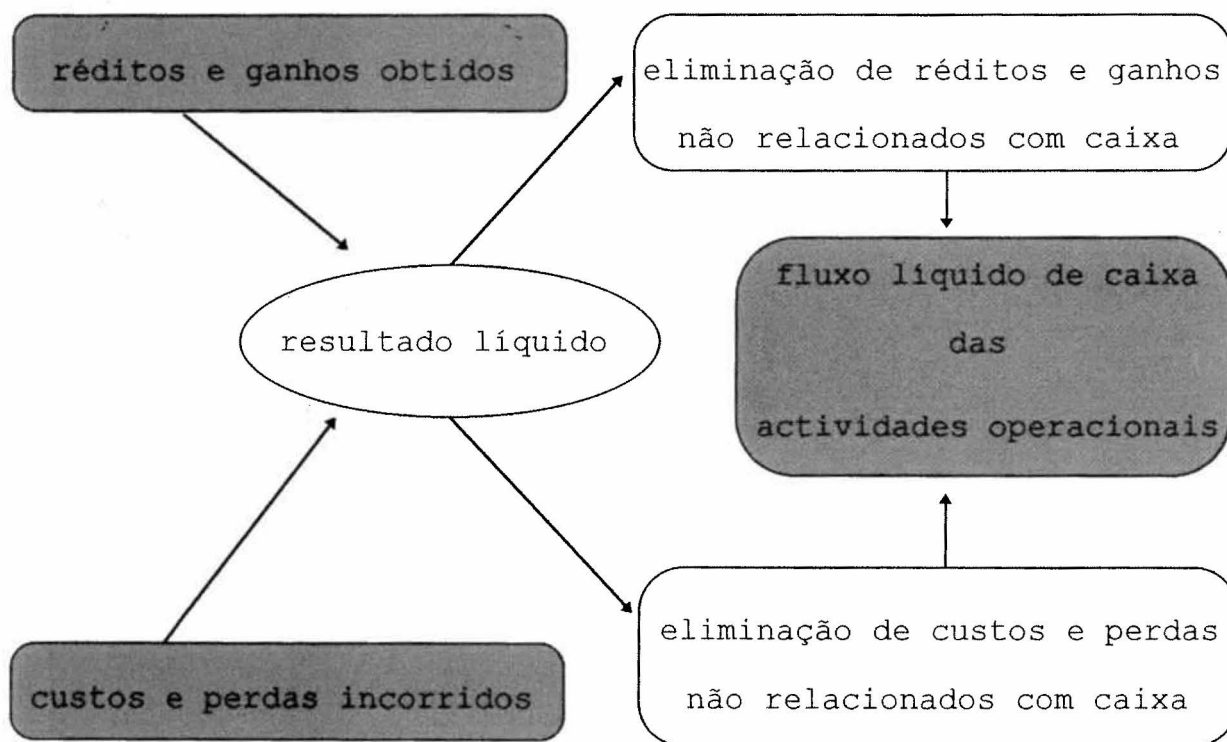 réditos e ganhos obtidos
eliminação de réditos e ganhos
não relacionados com caixa
resultado líquido
fluxo líquido de caixa
das
actividades operacionais
custos e perdas incorridos
eliminação de custos e perdas
não relacionados com caixa